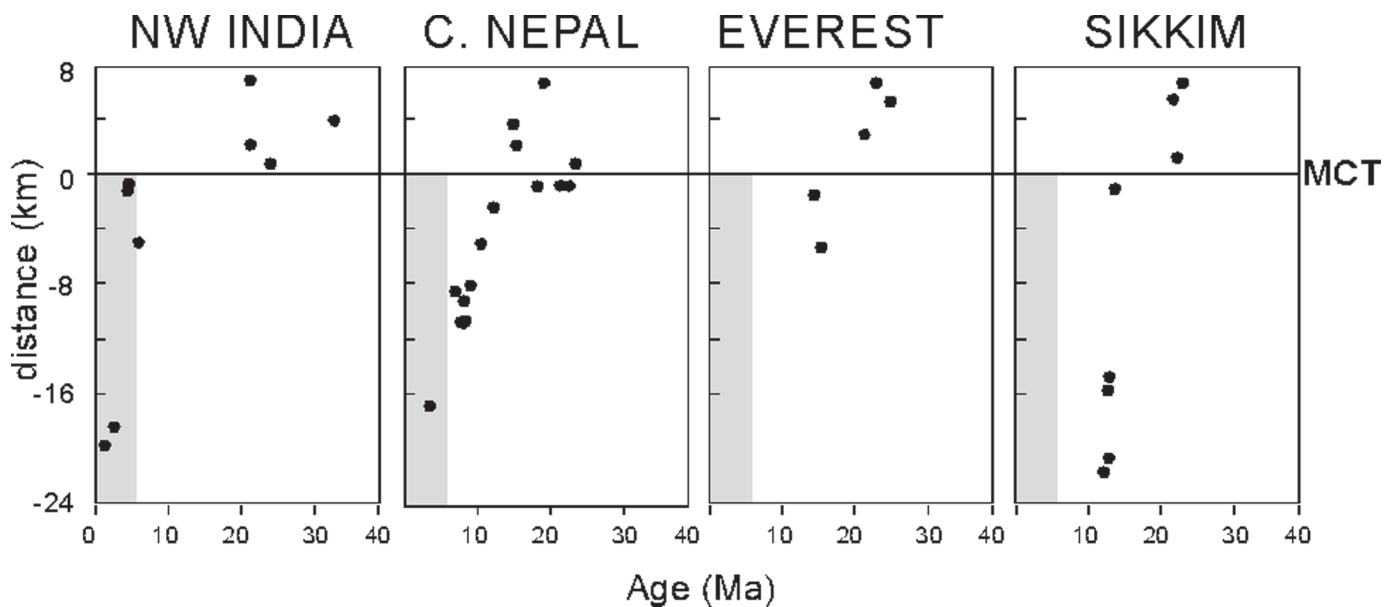 NW INDIA
C. NEPAL
EVEREST
SIKKIM
distance (km)
8
0
-8
-16
-24
MCT
0 10 20 30 40
10 20 30 40
10 20 30 40
10 20 30 40
Age (Ma)